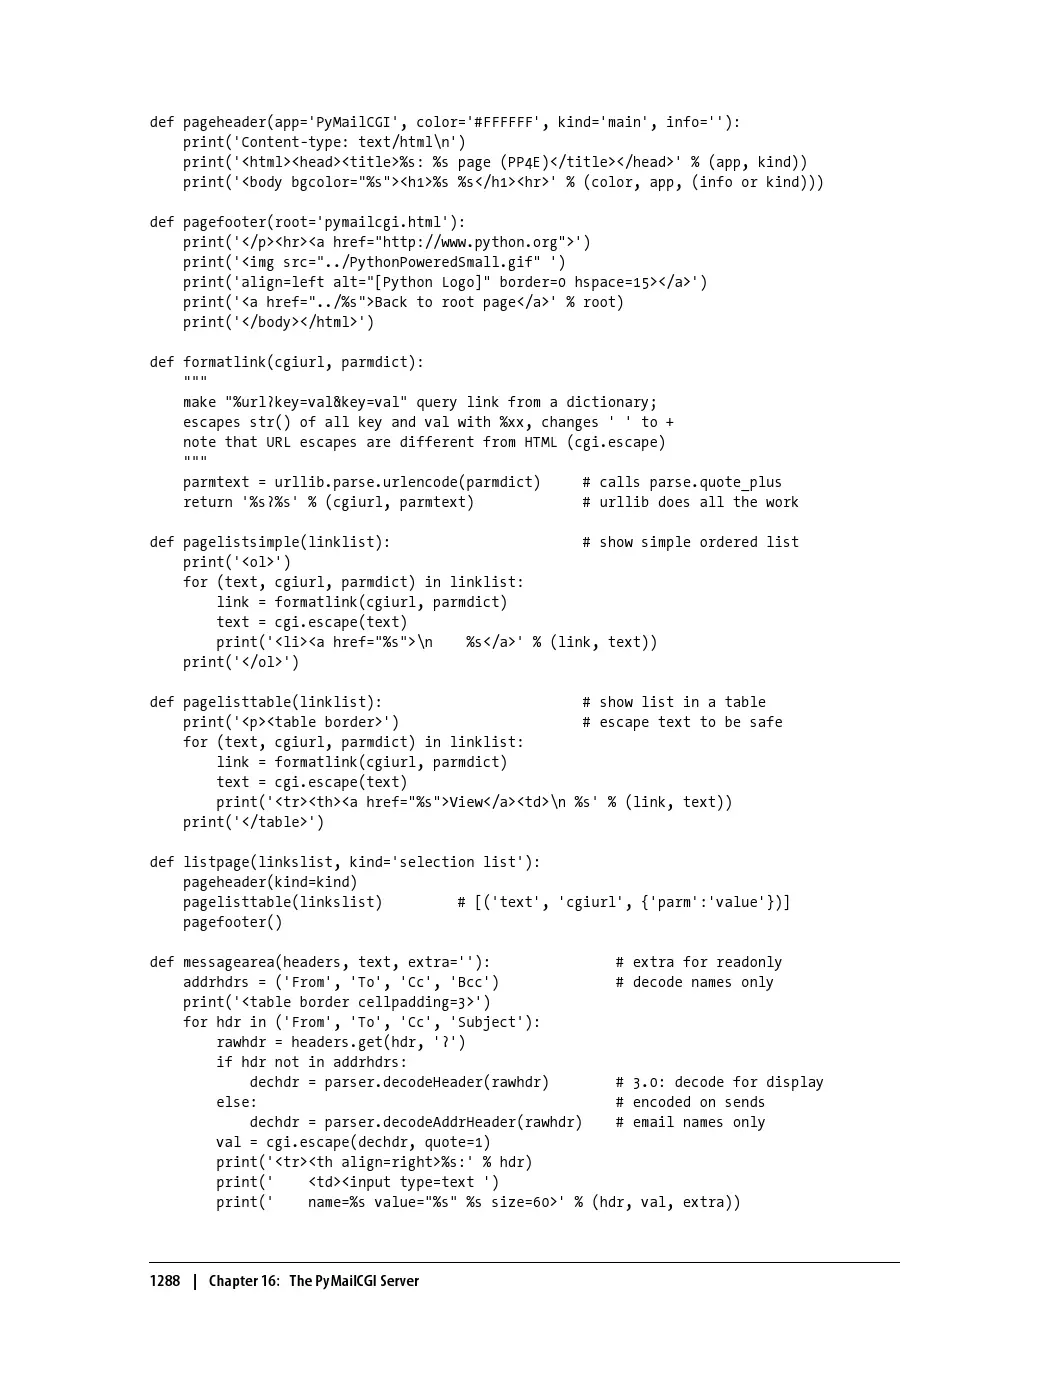 def pageheader(app='PyMailCGI', color='#FFFFFF', kind='main', info=''):
    print('Content-type: text/html\n')
    print('<html><head><title>%s: %s page (PP4E)</title></head>' % (app, kind))
    print('<body bgcolor="%s"><h1>%s %s</h1><hr>' % (color, app, (info or kind)))

def pagefooter(root='pymailcgi.html'):
    print('</p><hr><a href="http://www.python.org">')
    print('<img src="../PythonPoweredSmall.gif" ')
    print('align=left alt="[Python Logo]" border=0 hspace=15></a>')
    print('<a href="../%s">Back to root page</a>' % root)
    print('</body></html>')

def formatlink(cgiurl, parmdict):
    """
    make "%url?key=val&key=val" query link from a dictionary;
    escapes str() of all key and val with %xx, changes ' ' to +
    note that URL escapes are different from HTML (cgi.escape)
    """
    parmtext = urllib.parse.urlencode(parmdict)     # calls parse.quote_plus
    return '%s?%s' % (cgiurl, parmtext)             # urllib does all the work

def pagelistsimple(linklist):                       # show simple ordered list
    print('<ol>')
    for (text, cgiurl, parmdict) in linklist:
        link = formatlink(cgiurl, parmdict)
        text = cgi.escape(text)
        print('<li><a href="%s">\n    %s</a>' % (link, text))
    print('</ol>')

def pagelisttable(linklist):                        # show list in a table
    print('<p><table border>')                      # escape text to be safe
    for (text, cgiurl, parmdict) in linklist:
        link = formatlink(cgiurl, parmdict)
        text = cgi.escape(text)
        print('<tr><th><a href="%s">View</a><td>\n %s' % (link, text))
    print('</table>')

def listpage(linkslist, kind='selection list'):
    pageheader(kind=kind)
    pagelisttable(linkslist)         # [('text', 'cgiurl', {'parm':'value'})]
    pagefooter()

def messagearea(headers, text, extra=''):               # extra for readonly
    addrhdrs = ('From', 'To', 'Cc', 'Bcc')              # decode names only
    print('<table border cellpadding=3>')
    for hdr in ('From', 'To', 'Cc', 'Subject'):
        rawhdr = headers.get(hdr, '?')
        if hdr not in addrhdrs:
            dechdr = parser.decodeHeader(rawhdr)        # 3.0: decode for display
        else:                                           # encoded on sends
            dechdr = parser.decodeAddrHeader(rawhdr)    # email names only
        val = cgi.escape(dechdr, quote=1)
        print('<tr><th align=right>%s:' % hdr)
        print('    <td><input type=text ')
        print('    name=%s value="%s" %s size=60>' % (hdr, val, extra))

1288 | Chapter 16: The PyMailCGI Server